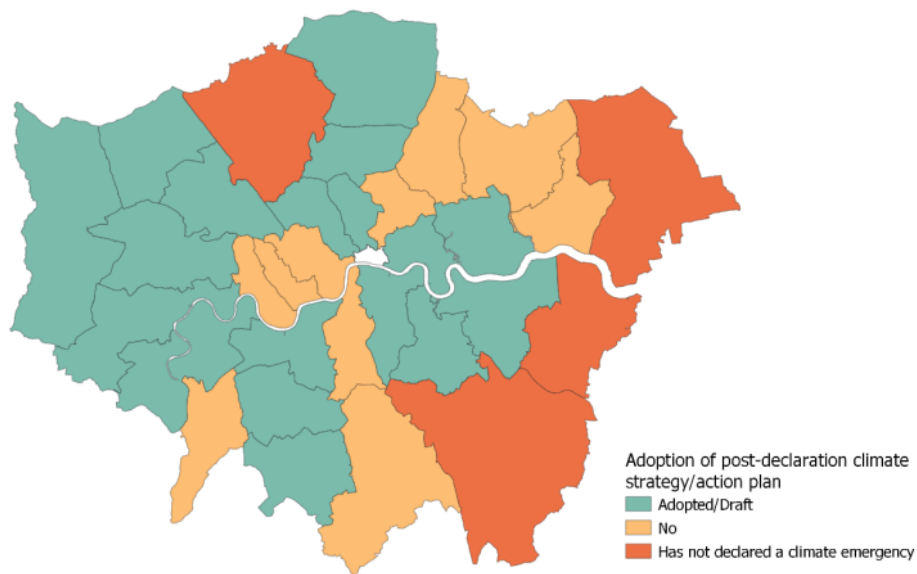 Adoption of post-declaration climate
strategy/action plan
Adopted/Draft
No
Has not declared a climate emergency